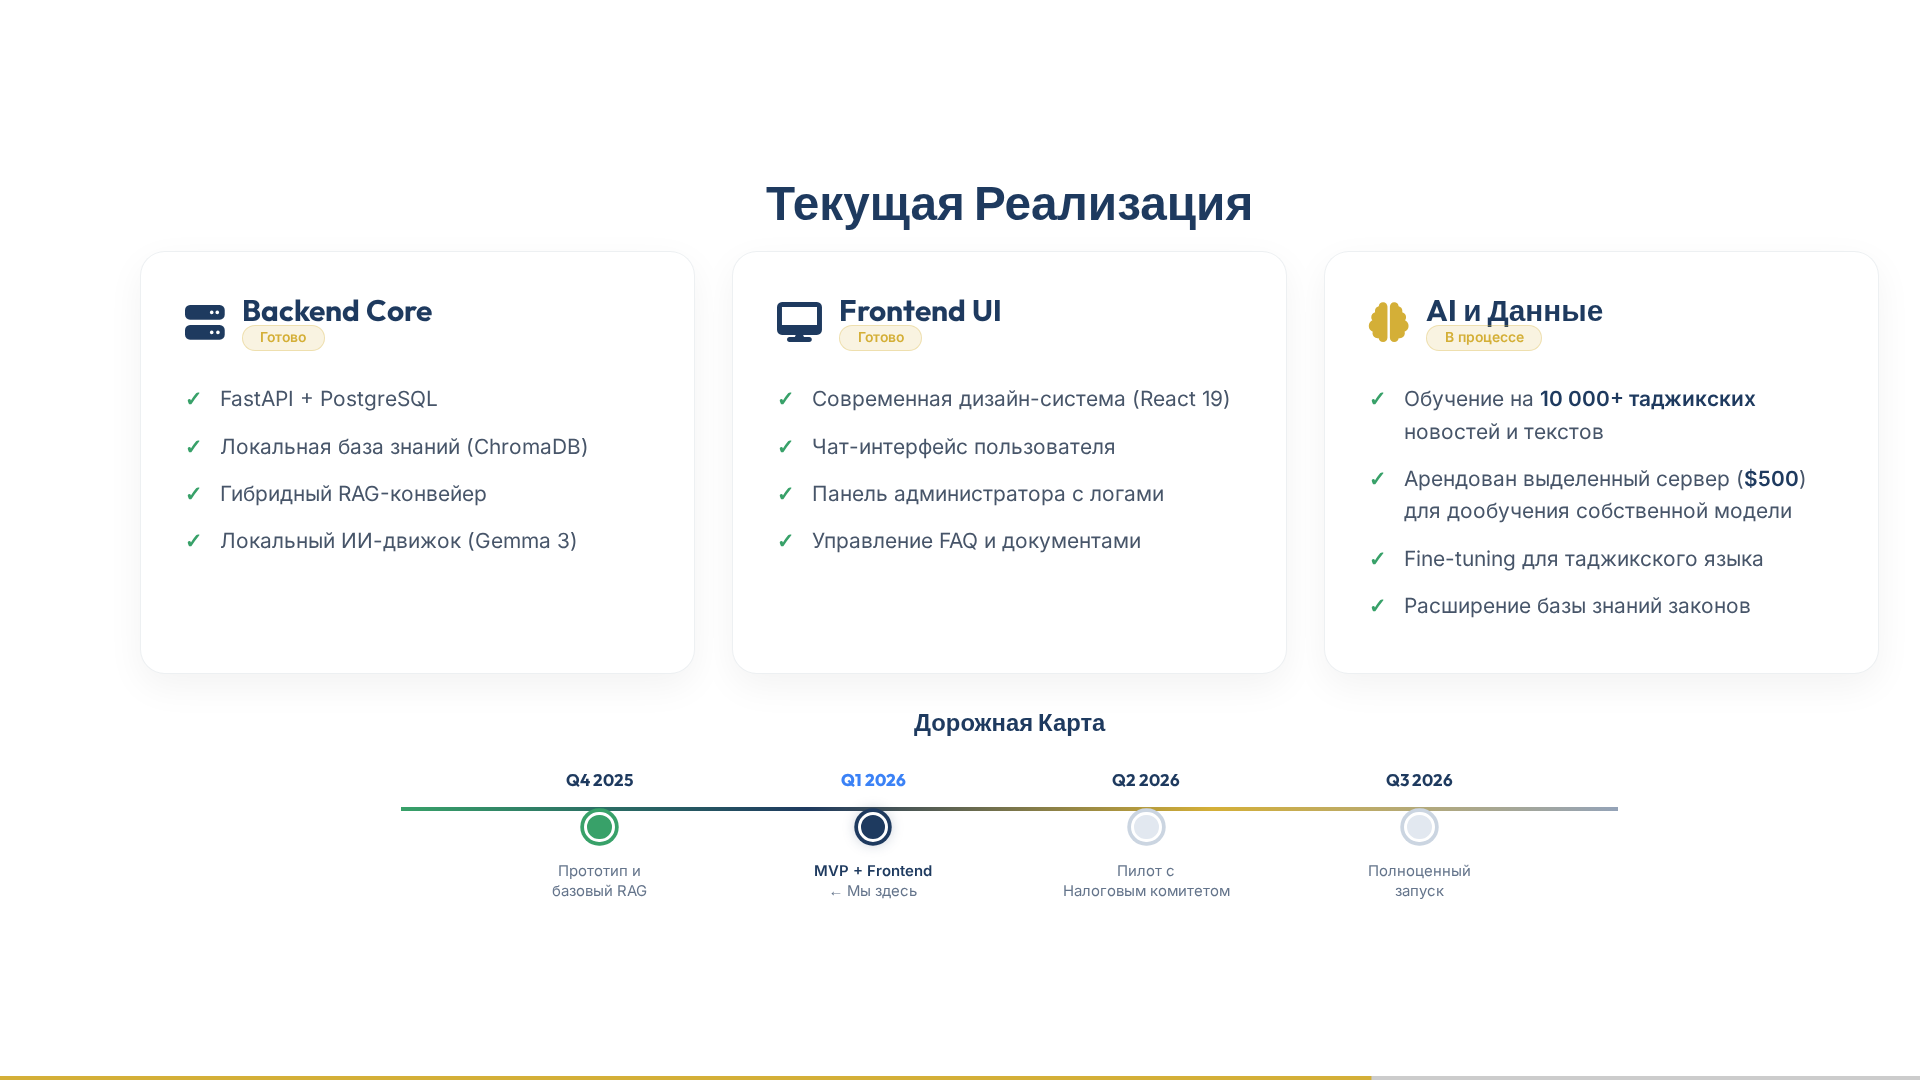 Текущая Реализация
Backend Core
Готово
✓ FastAPI + PostgreSQL
✓ Локальная база знаний (ChromaDB)
✓ Гибридный RAG-конвейер
✓ Локальный ИИ-движок (Gemma 3)
Frontend UI
Готово
✓ Современная дизайн-система (React 19)
✓ Чат-интерфейс пользователя
✓ Панель администратора с логами
✓ Управление FAQ и документами
AI и Данные
В процессе
✓ Обучение на 10 000+ таджикских
новостей и текстов
✓ Арендован выделенный сервер ($500)
для дообучения собственной модели
✓ Fine-tuning для таджикского языка
✓ Расширение базы знаний законов
Дорожная Карта
Q4 2025
Прототип и
базовый RAG
Q1 2026
MVP + Frontend
← Мы здесь
Q2 2026
Пилот с
Налоговым комитетом
Q3 2026
Полноценный
запуск